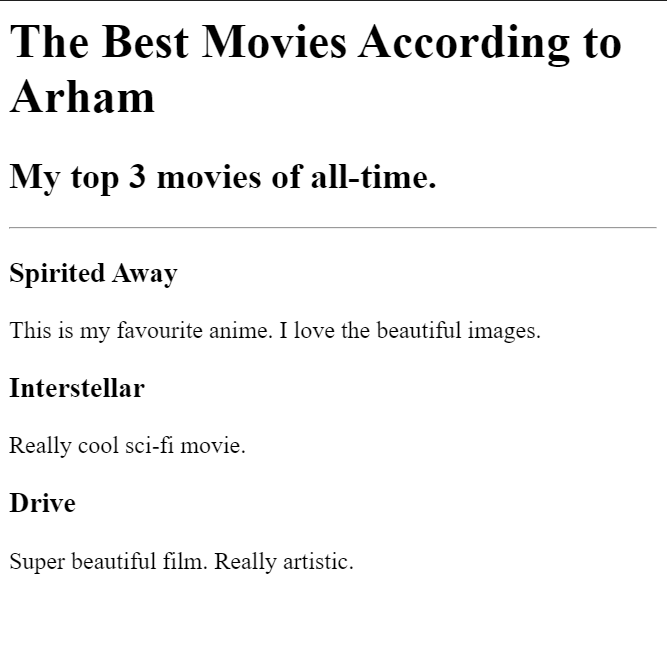 The Best Movies According to
Arham
My top 3 movies of all-time.
Spirited Away
This is my favourite anime. I love the beautiful images.
Interstellar
Really cool sci-fi movie.
Drive
Super beautiful film. Really artistic.